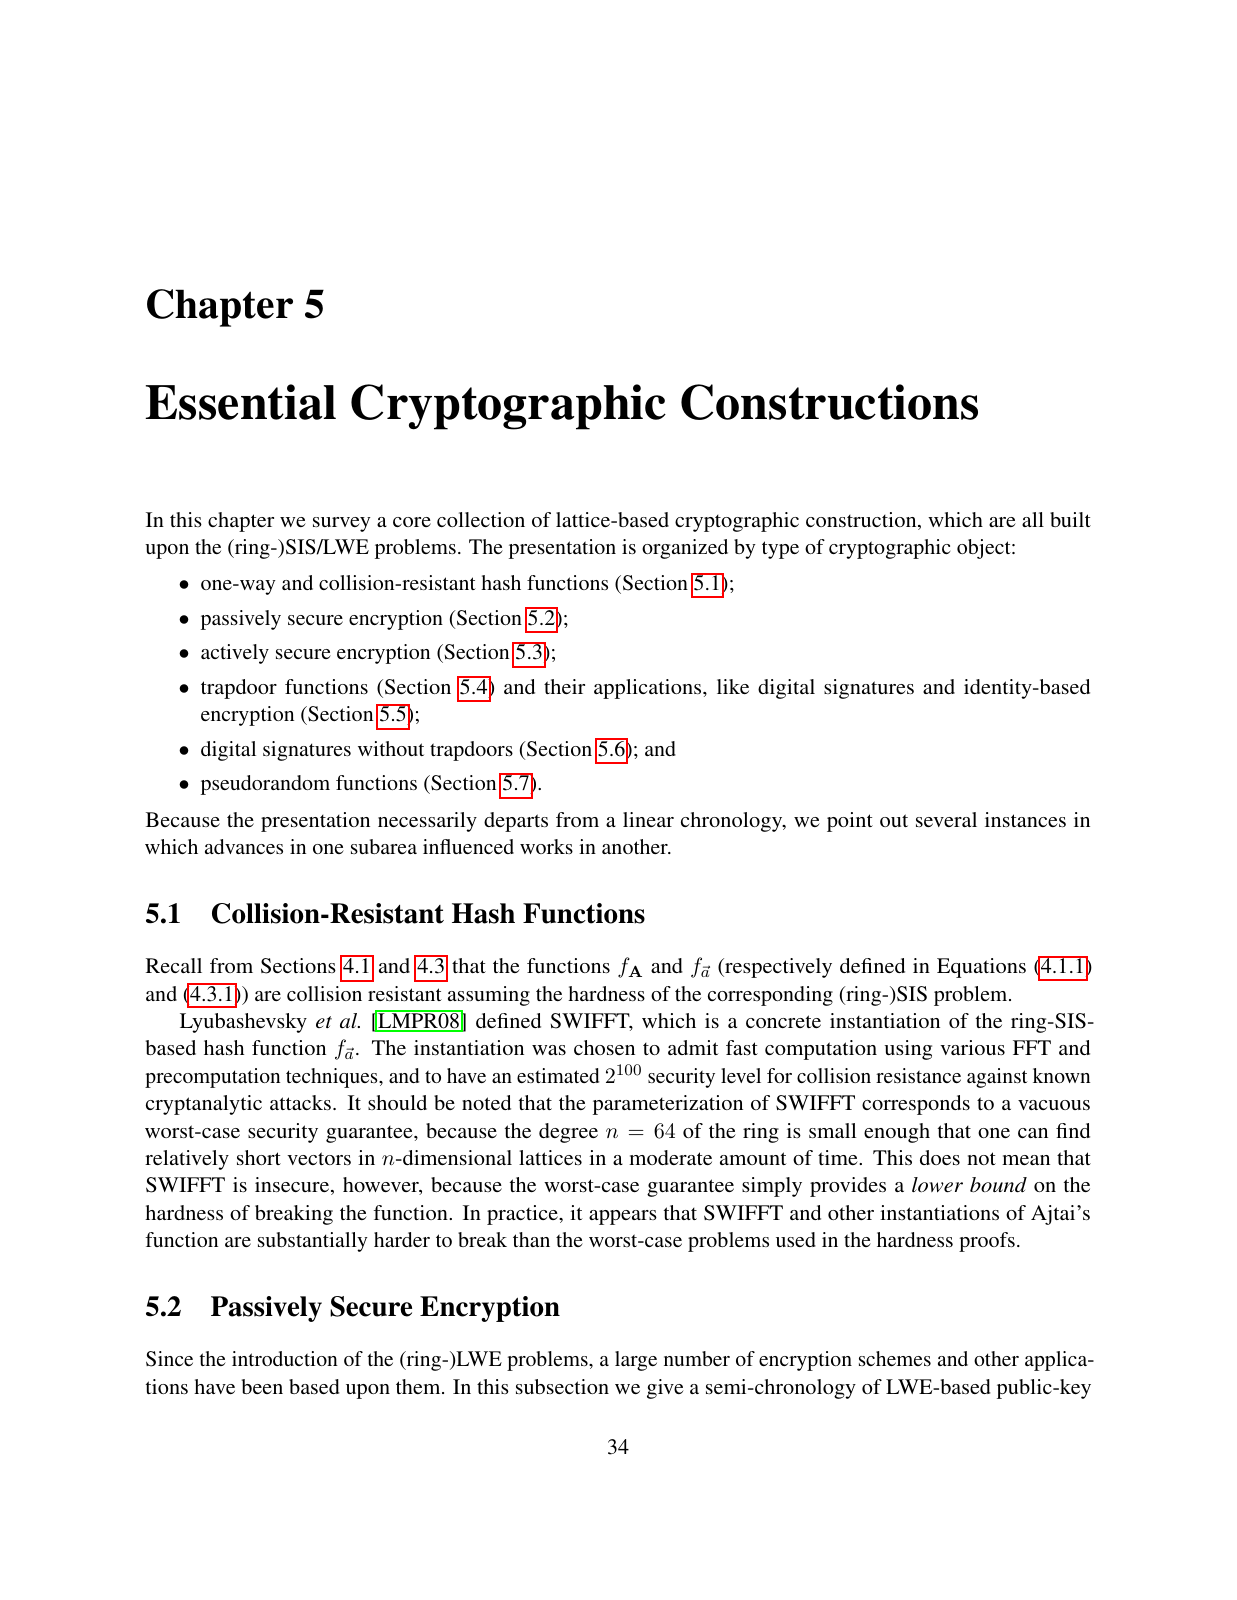 Chapter 5
Essential Cryptographic Constructions
In this chapter we survey a core collection of lattice-based cryptographic construction, which are all built
upon the (ring-)SIS/LWE problems. The presentation is organized by type of cryptographic object:
• one-way and collision-resistant hash functions (Section 5.1);
• passively secure encryption (Section 5.2);
• actively secure encryption (Section 5.3);
• trapdoor functions (Section 5.4) and their applications, like digital signatures and identity-based
encryption (Section 5.5);
• digital signatures without trapdoors (Section 5.6); and
• pseudorandom functions (Section 5.7).
Because the presentation necessarily departs from a linear chronology, we point out several instances in
which advances in one subarea influenced works in another.
5.1 Collision-Resistant Hash Functions
Recall from Sections 4.1 and 4.3 that the functions f_𝐀 and f_{a⃗} (respectively defined in Equations (4.1.1)
and (4.3.1)) are collision resistant assuming the hardness of the corresponding (ring-)SIS problem.
Lyubashevsky et al. [LMPR08] defined SWIFFT, which is a concrete instantiation of the ring-SIS-
based hash function f_{a⃗}. The instantiation was chosen to admit fast computation using various FFT and
precomputation techniques, and to have an estimated 2^100 security level for collision resistance against known
cryptanalytic attacks. It should be noted that the parameterization of SWIFFT corresponds to a vacuous
worst-case security guarantee, because the degree n = 64 of the ring is small enough that one can find
relatively short vectors in n-dimensional lattices in a moderate amount of time. This does not mean that
SWIFFT is insecure, however, because the worst-case guarantee simply provides a lower bound on the
hardness of breaking the function. In practice, it appears that SWIFFT and other instantiations of Ajtai's
function are substantially harder to break than the worst-case problems used in the hardness proofs.
5.2 Passively Secure Encryption
Since the introduction of the (ring-)LWE problems, a large number of encryption schemes and other applica-
tions have been based upon them. In this subsection we give a semi-chronology of LWE-based public-key
34